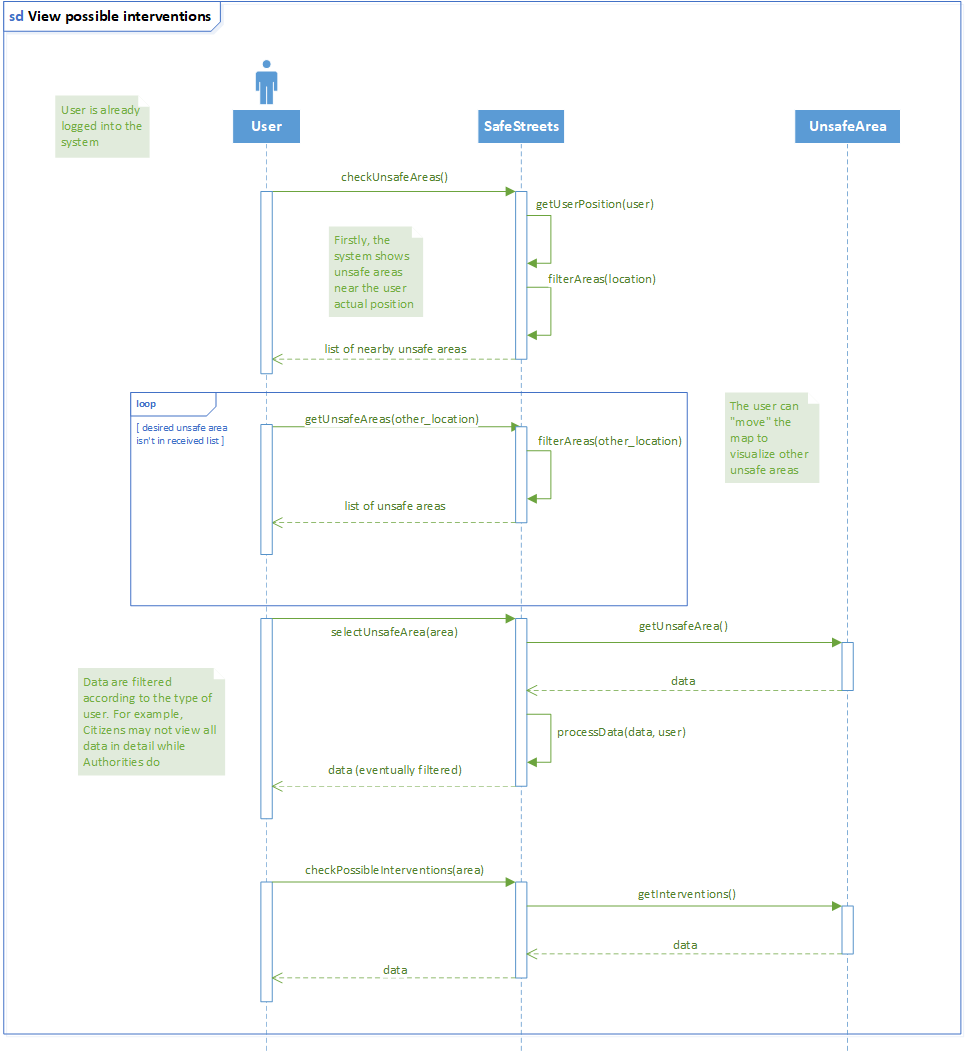 sd View possible interventions
User is already
logged into the
system
User
SafeStreets
UnsafeArea
checkUnsafeAreas()
getUserPosition(user)
Firstly, the
system shows
unsafe areas
near the user
actual position
filterAreas(location)
list of nearby unsafe areas
loop
[ desired unsafe area
isn't in received list ]
getUnsafeAreas(other_location)
filterAreas(other_location)
The user can
"move" the
map to
visualize other
unsafe areas
list of unsafe areas
selectUnsafeArea(area)
getUnsafeArea()
data
Data are filtered
according to the type of
user. For example,
Citizens may not view all
data in detail while
Authorities do
processData(data, user)
data (eventually filtered)
checkPossibleInterventions(area)
getInterventions()
data
data